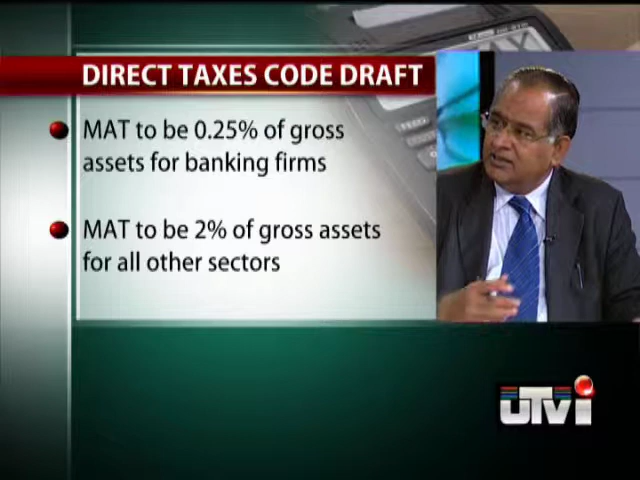 DIRECT TAXES CODE DRAFT
MAT to be 0.25% of gross
assets for banking firms
MAT to be 2% of gross assets
for all other sectors
UTVi